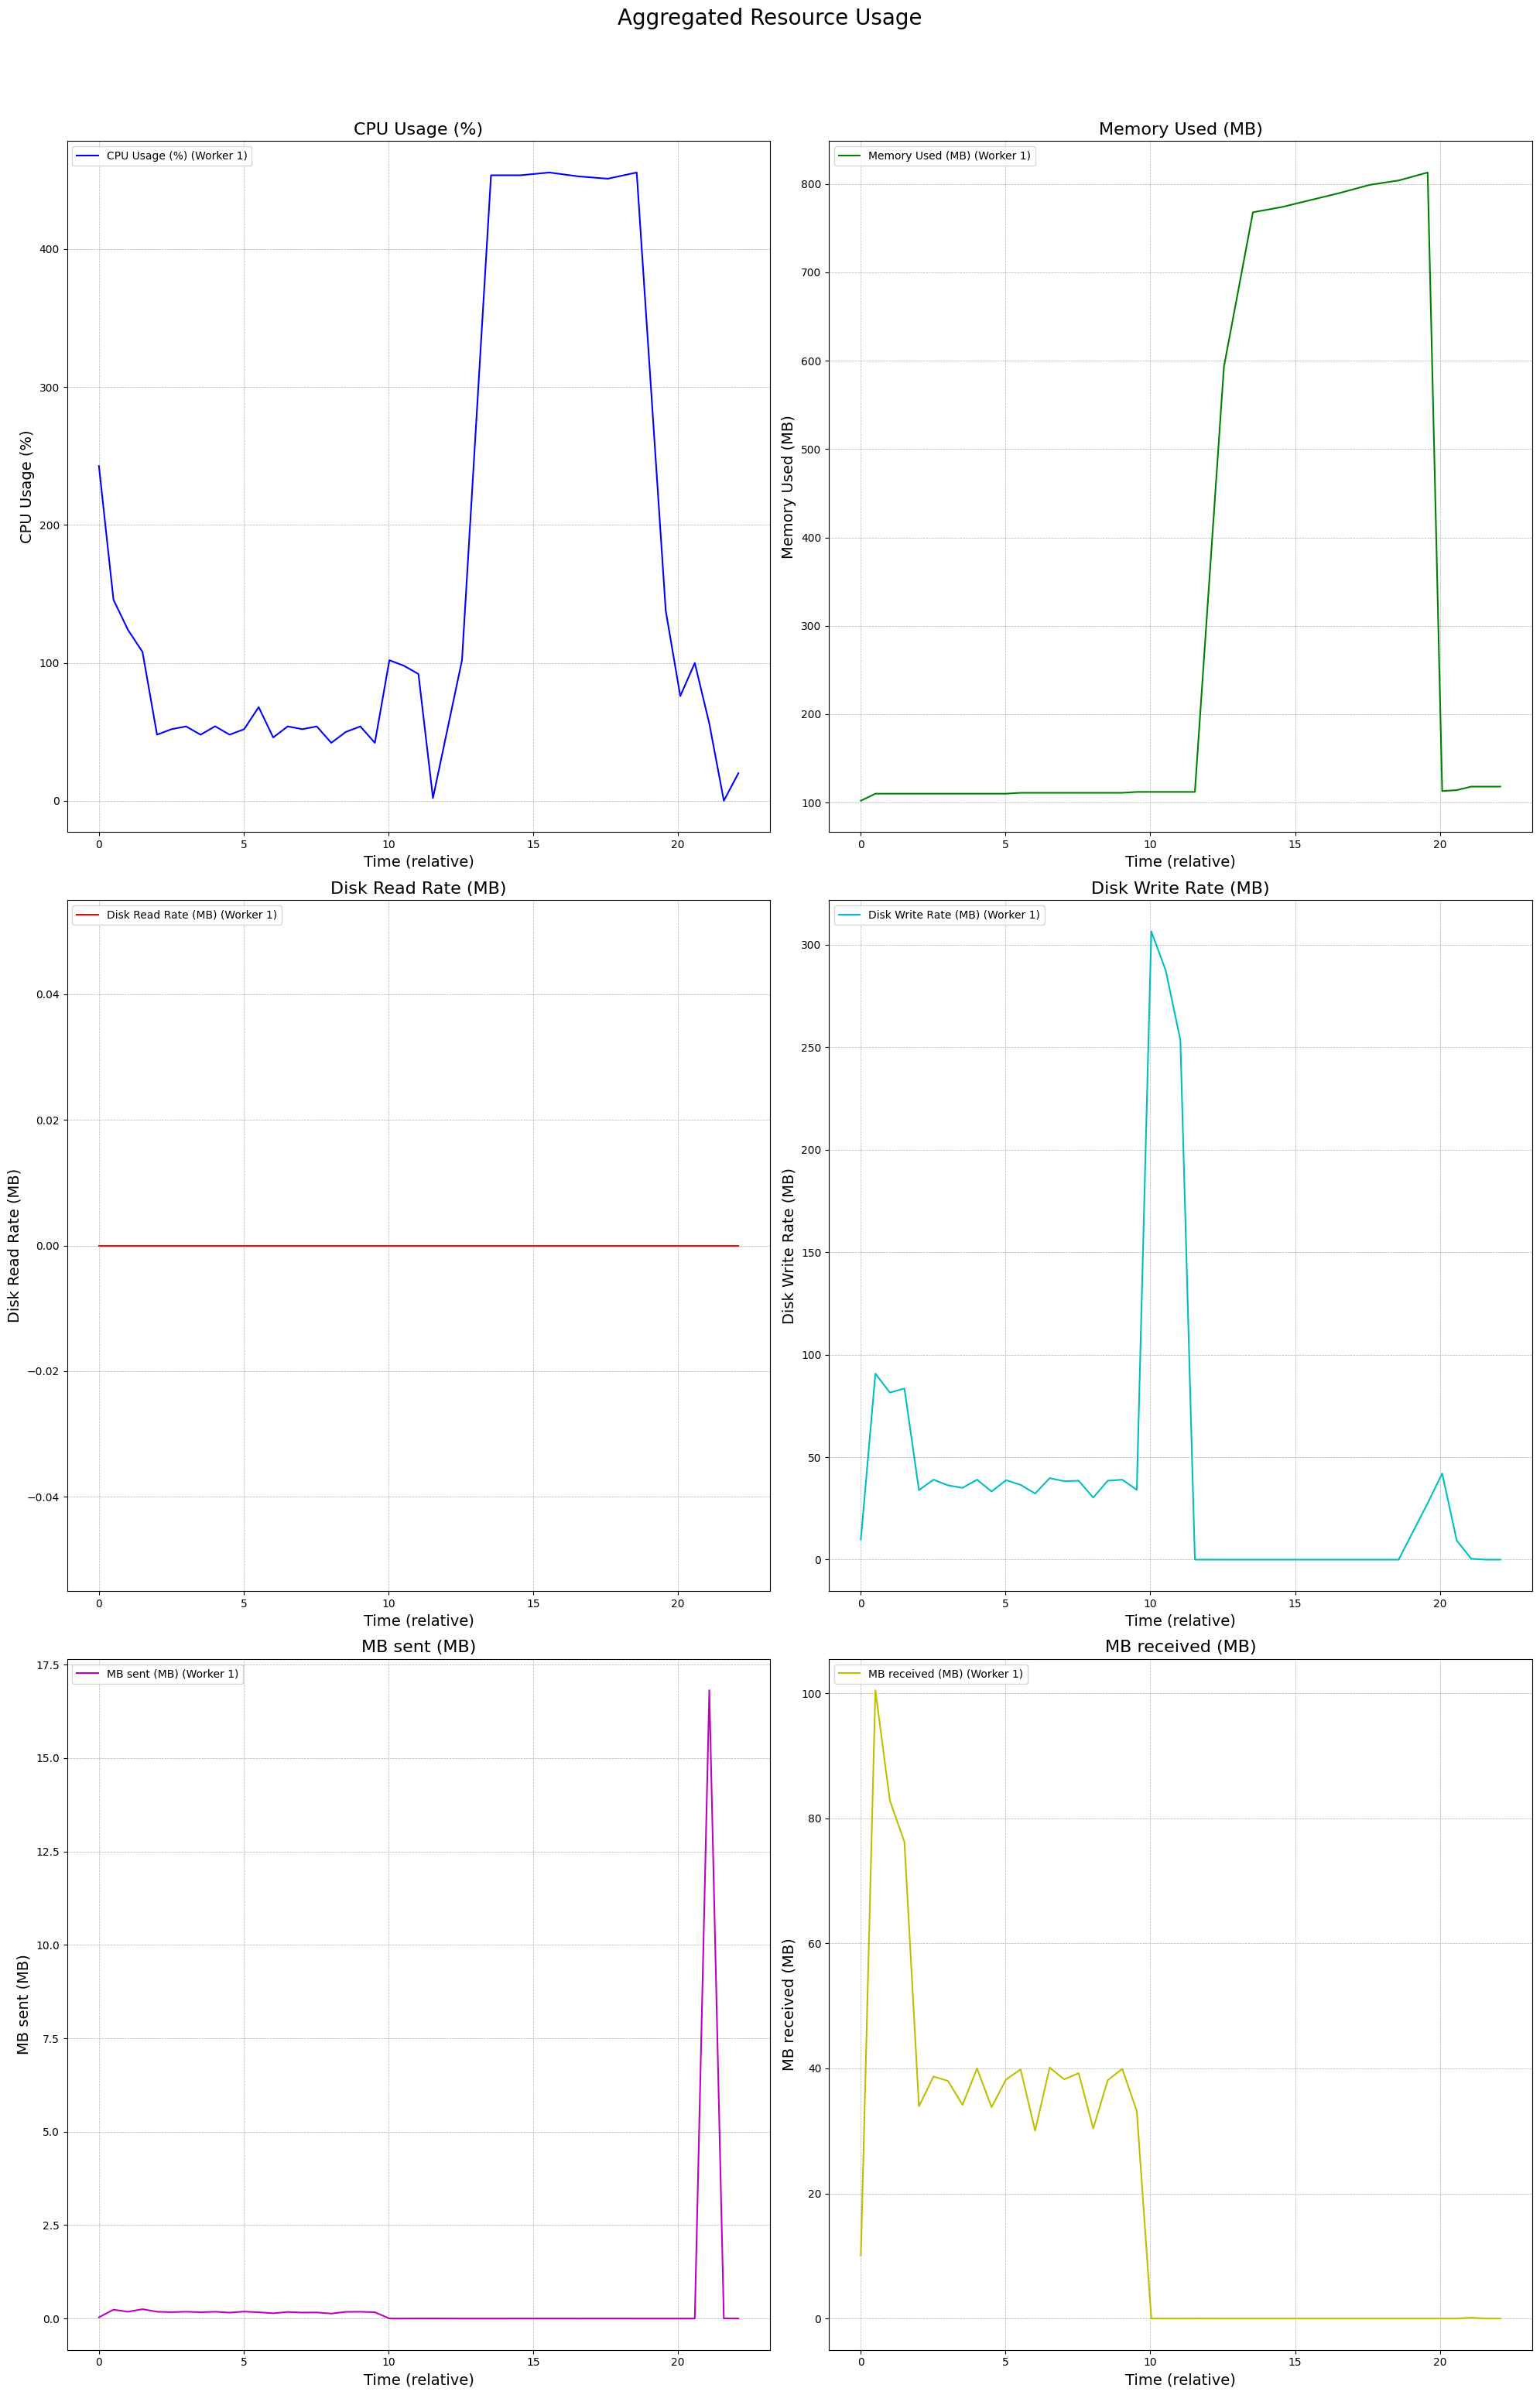 Aggregated Resource Usage
CPU Usage (%)
CPU Usage (%) (Worker 1)
CPU Usage (%)
400
300
200
100
0
0 5 10 15 20
Time (relative)
Memory Used (MB)
Memory Used (MB) (Worker 1)
Memory Used (MB)
800
700
600
500
400
300
200
100
0 5 10 15 20
Time (relative)
Disk Read Rate (MB)
Disk Read Rate (MB) (Worker 1)
Disk Read Rate (MB)
0.04
0.02
0.00
−0.02
−0.04
0 5 10 15 20
Time (relative)
Disk Write Rate (MB)
Disk Write Rate (MB) (Worker 1)
Disk Write Rate (MB)
300
250
200
150
100
50
0
0 5 10 15 20
Time (relative)
MB sent (MB)
MB sent (MB) (Worker 1)
MB sent (MB)
17.5
15.0
12.5
10.0
7.5
5.0
2.5
0.0
0 5 10 15 20
Time (relative)
MB received (MB)
MB received (MB) (Worker 1)
MB received (MB)
100
80
60
40
20
0
0 5 10 15 20
Time (relative)